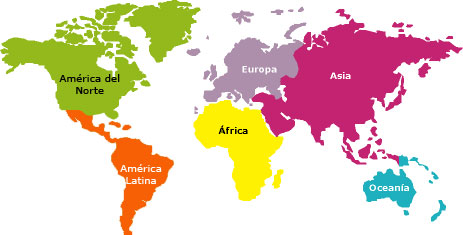 América del
Norte
Europa
Asia
África
América
Latina
Oceanía